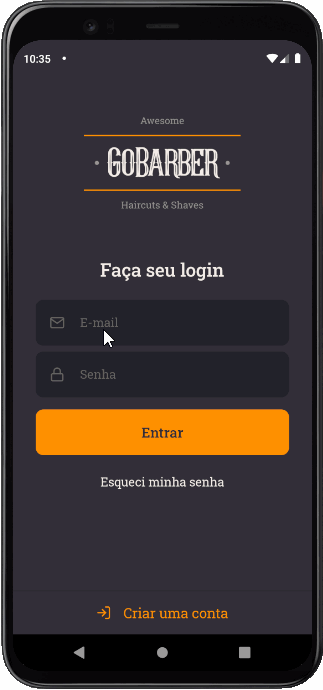 10:35
Awesome
GOBARBER
Haircuts & Shaves
Faça seu login
E-mail
Senha
Entrar
Esqueci minha senha
Criar uma conta